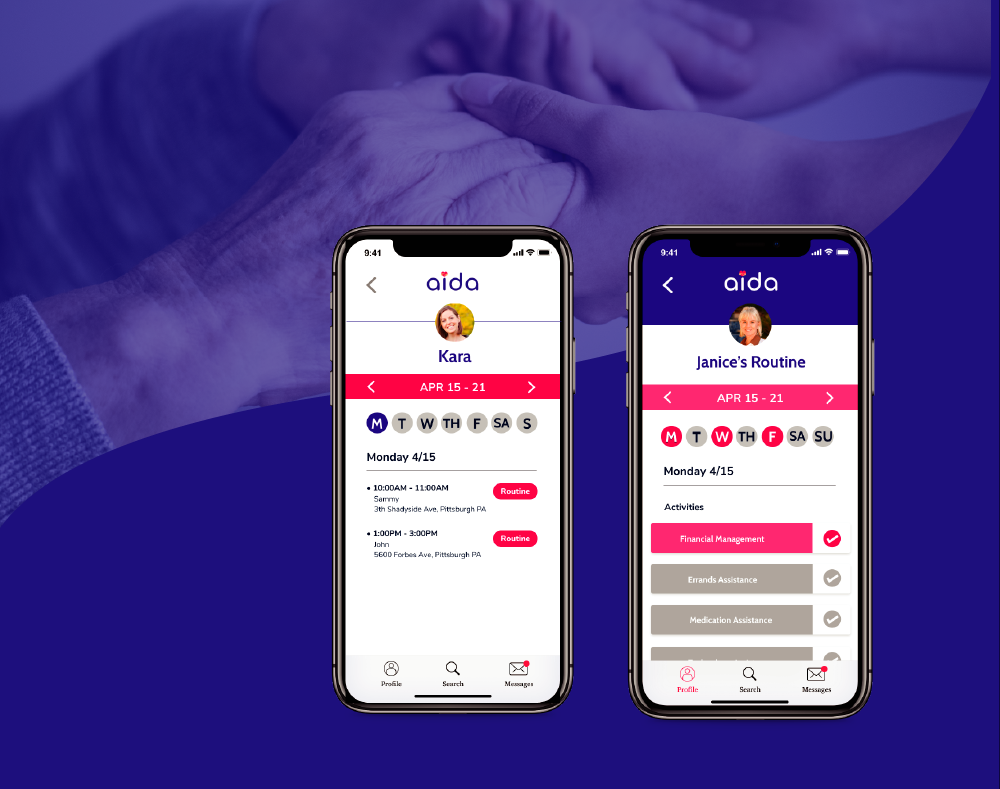 9:41
aida
Kara
APR 15 - 21
M T W TH F SA S
Monday 4/15
• 10:00AM - 11:00AM
Routine
Sammy
3th Shadyside Ave, Pittsburgh PA
• 1:00PM - 3:00PM
Routine
John
5600 Forbes Ave, Pittsburgh PA
Profile
Search
Messages
9:41
aida
Janice's Routine
APR 15 - 21
M T W TH F SA SU
Monday 4/15
Activities
Financial Management
Errands Assistance
Medication Assistance
Profile
Search
Messages